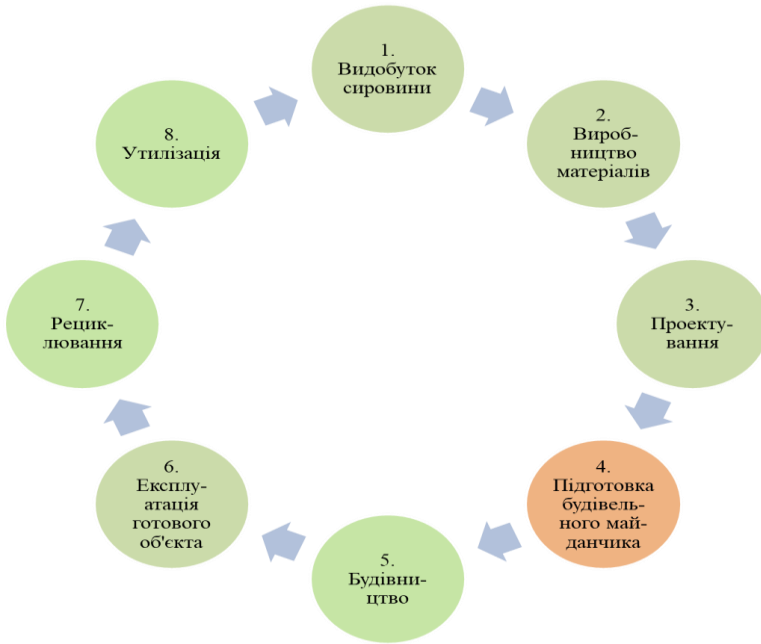 1.
Видобуток
сировини
2.
Вироб-
ництво
матеріалів
3.
Проекту-
вання
4.
Підготовка
будівель-
ного май-
данчика
5.
Будівни-
цтво
6.
Експлу-
атація
готового
об'єкта
7.
Рецик-
лювання
8.
Утилізація